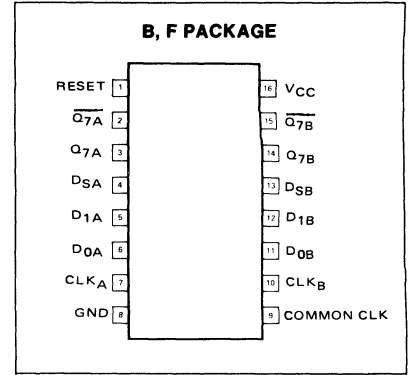 B, F PACKAGE
RESET 1
Q7A 2
Q7A 3
DSA 4
D1A 5
D0A 6
CLKA 7
GND 8
16 VCC
15 Q7B
14 Q7B
13 DSB
12 D1B
11 D0B
10 CLKB
9 COMMON CLK